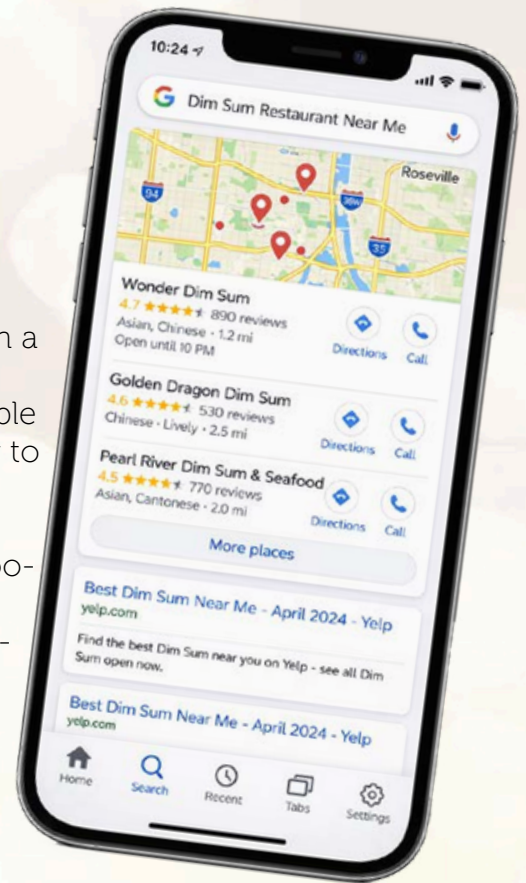 10:24
Dim Sum Restaurant Near Me
Roseville
94
35W
35
Wonder Dim Sum
4.7 890 reviews
Asian, Chinese · 1.2 mi
Open until 10 PM
Directions
Call
Golden Dragon Dim Sum
4.6 530 reviews
Chinese · Lively · 2.5 mi
Directions
Call
Pearl River Dim Sum & Seafood
4.5 770 reviews
Asian, Cantonese · 2.0 mi
Directions
Call
More places
Best Dim Sum Near Me - April 2024 - Yelp
yelp.com
Find the best Dim Sum near you on Yelp - see all Dim
Sum open now.
Best Dim Sum Near Me - April 2024 - Yelp
yelp.com
Home
Search
Recent
Tabs
Settings
a
to